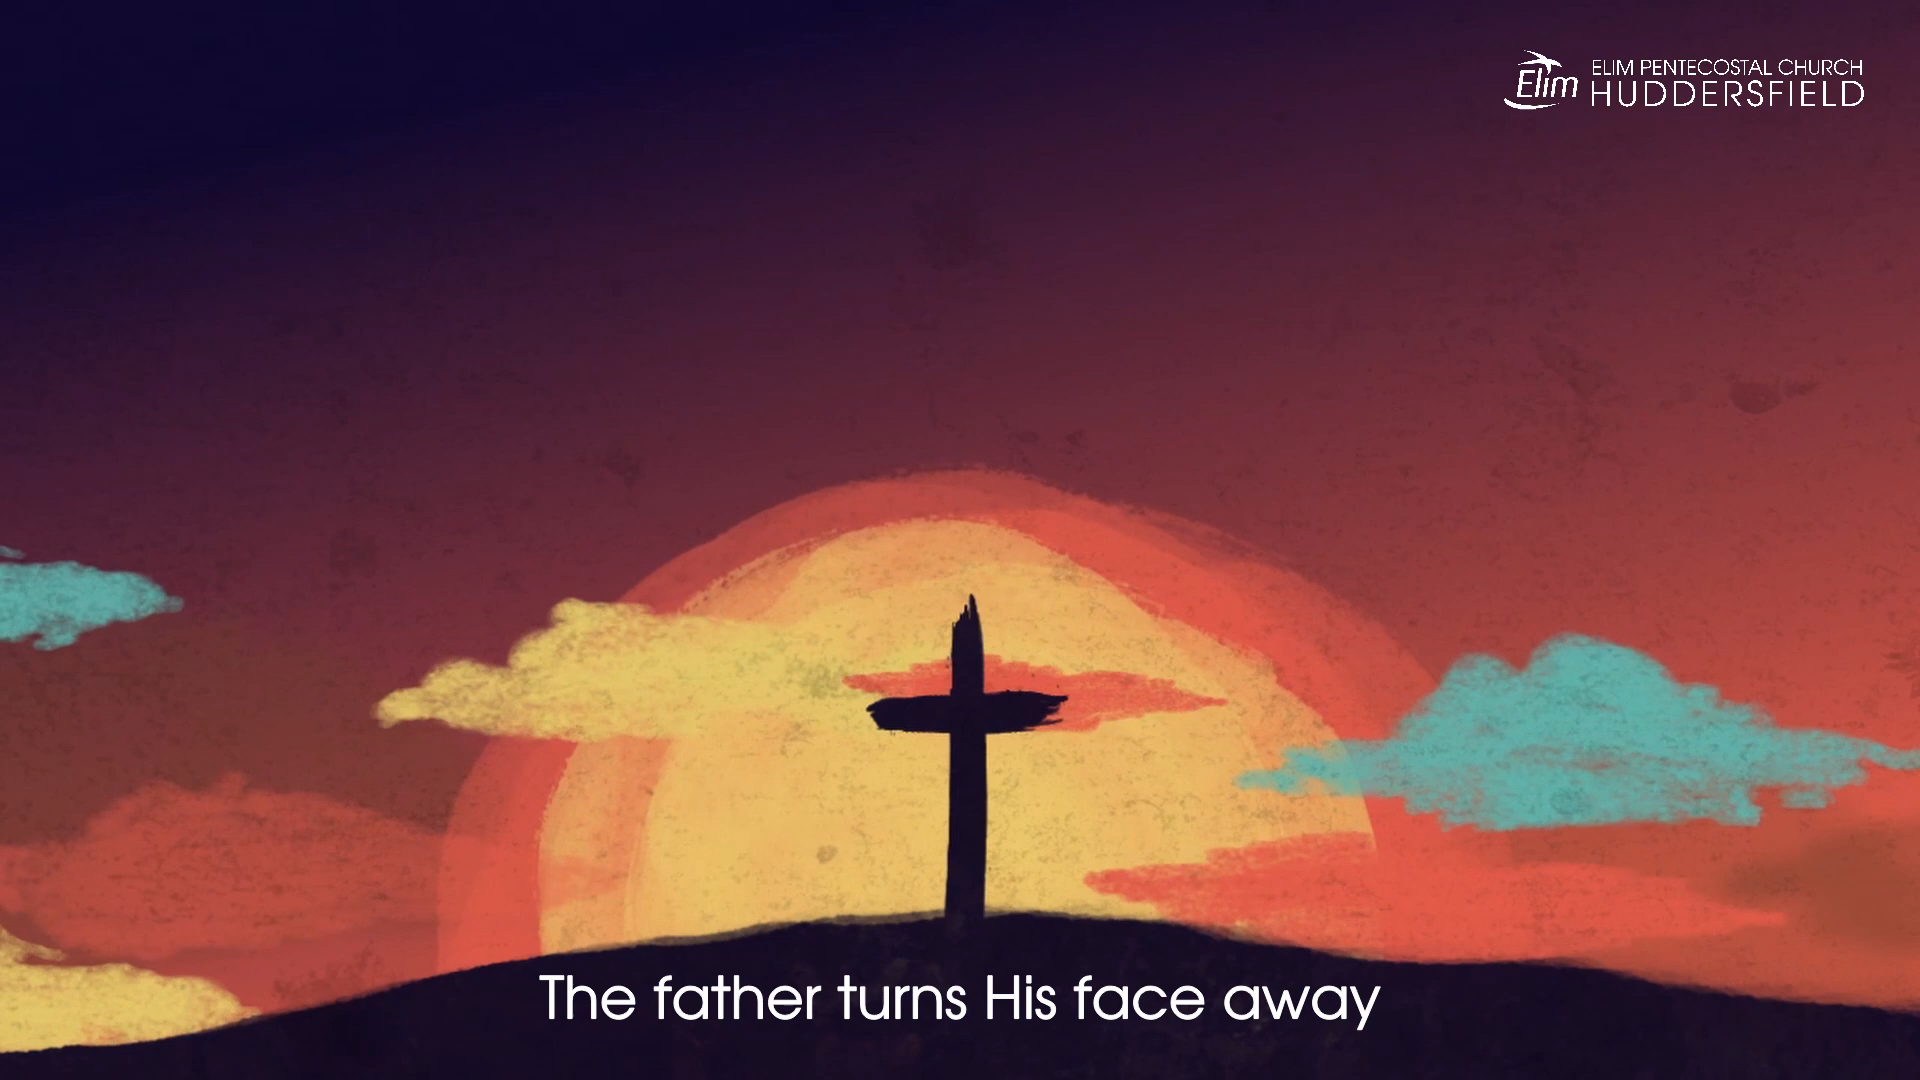 Elim
ELIM PENTECOSTAL CHURCH
HUDDERSFIELD
The father turns His face away